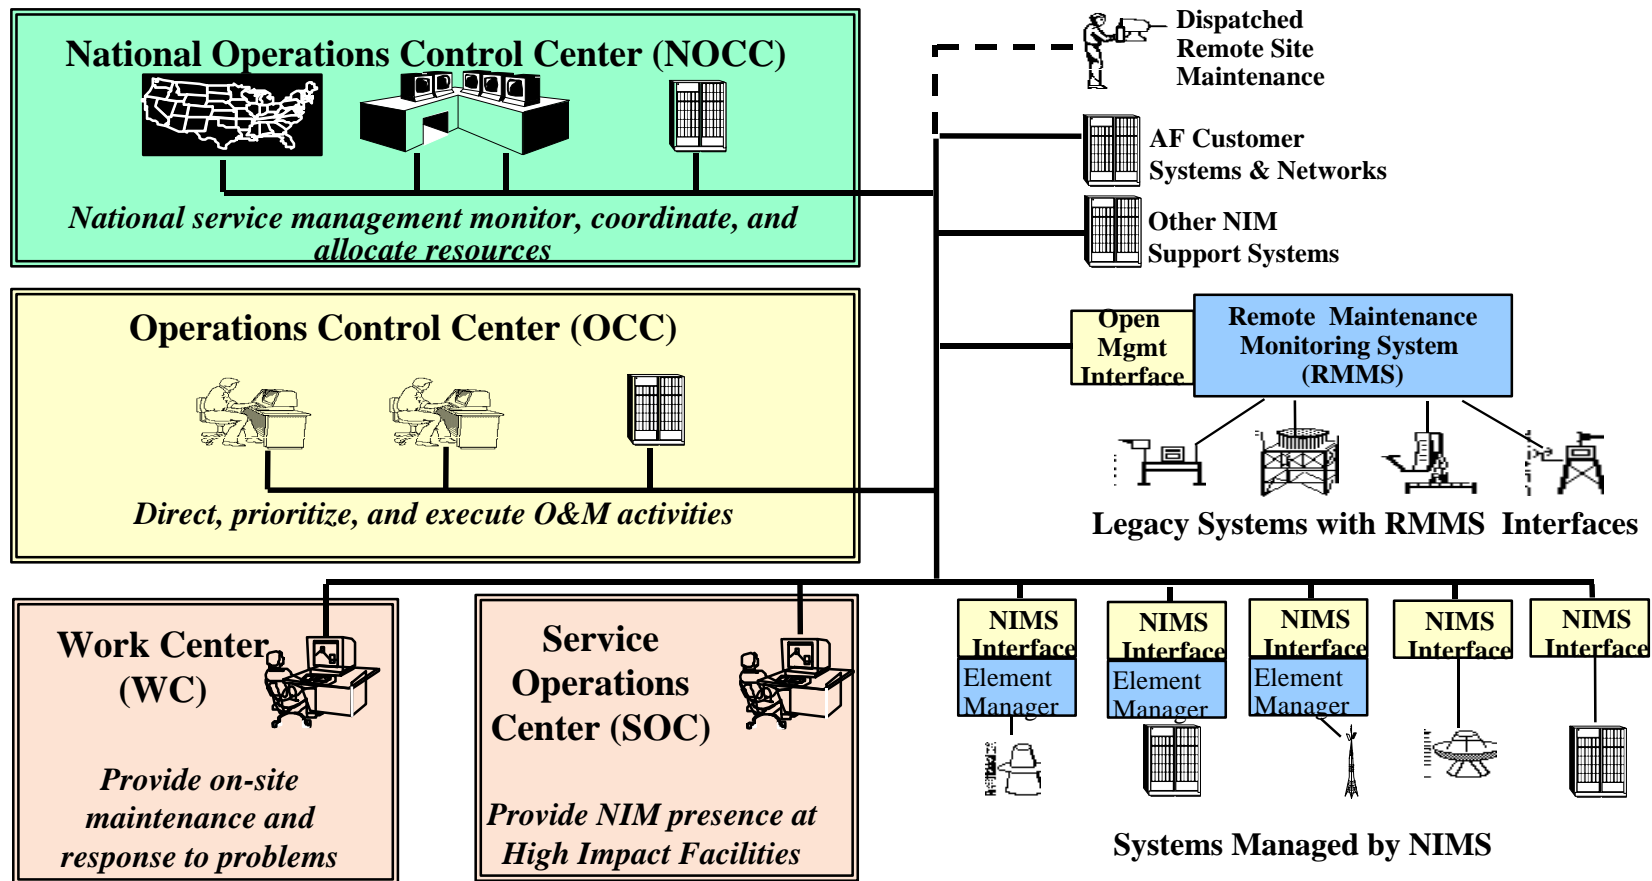 National Operations Control Center (NOCC)
National service management monitor, coordinate, and
allocate resources
Operations Control Center (OCC)
Direct, prioritize, and execute O&M activities
Work Center
(WC)
Provide on-site
maintenance and
response to problems
Service
Operations
Center (SOC)
Provide NIM presence at
High Impact Facilities
Dispatched
Remote Site
Maintenance
AF Customer
Systems & Networks
Other NIM
Support Systems
Open
Mgmt
Interface
Remote Maintenance
Monitoring System
(RMMS)
Legacy Systems with RMMS Interfaces
NIMS
Interface
Element
Manager
NIMS
Interface
Element
Manager
NIMS
Interface
Element
Manager
NIMS
Interface
NIMS
Interface
Systems Managed by NIMS